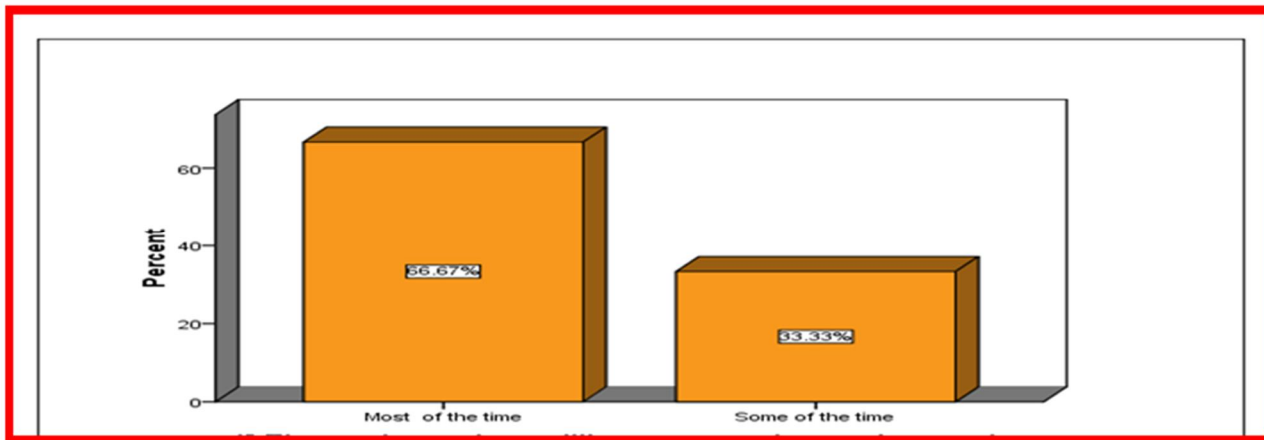 Percent
60
40
20
0
66.67%
33.33%
Most of the time
Some of the time